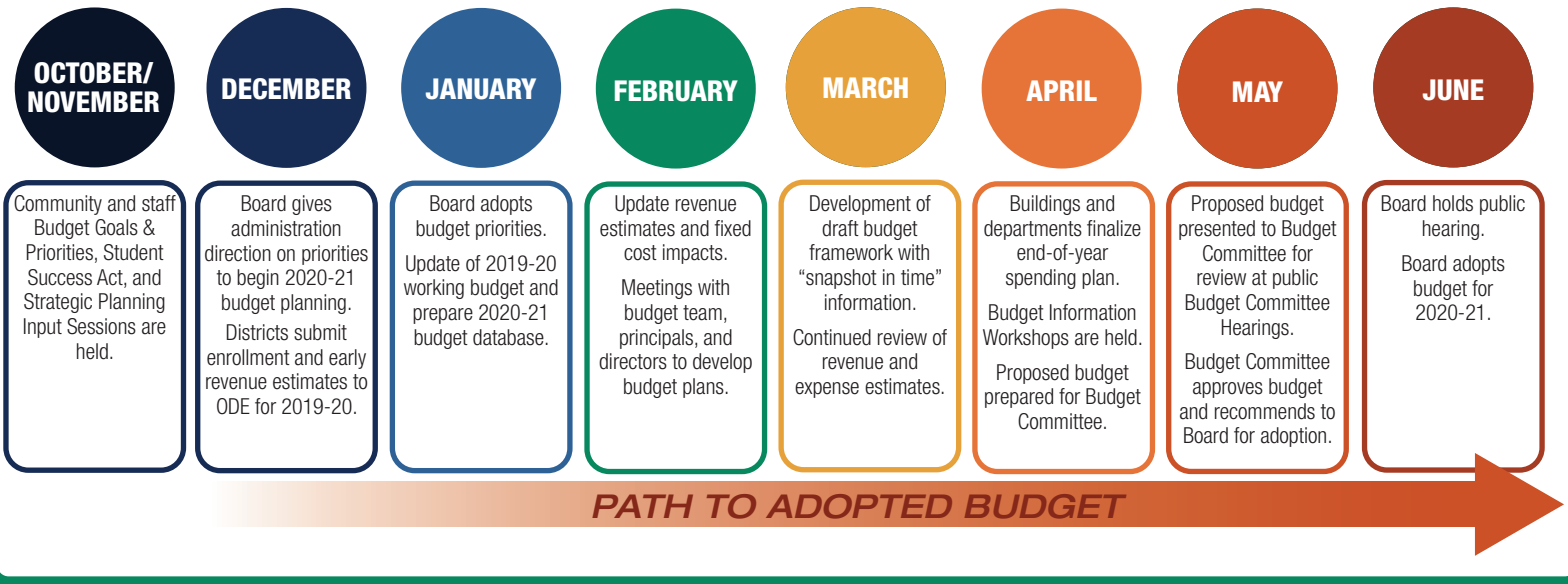 OCTOBER/
NOVEMBER
DECEMBER
JANUARY
FEBRUARY
MARCH
APRIL
MAY
JUNE
Community and staff
Budget Goals &
Priorities, Student
Success Act, and
Strategic Planning
Input Sessions are
held.
Board gives
administration
direction on priorities
to begin 2020-21
budget planning.
Districts submit
enrollment and early
revenue estimates to
ODE for 2019-20.
Board adopts
budget priorities.
Update of 2019-20
working budget and
prepare 2020-21
budget database.
Update revenue
estimates and fixed
cost impacts.
Meetings with
budget team,
principals, and
directors to develop
budget plans.
Development of
draft budget
framework with
“snapshot in time”
information.
Continued review of
revenue and
expense estimates.
Buildings and
departments finalize
end-of-year
spending plan.
Budget Information
Workshops are held.
Proposed budget
prepared for Budget
Committee.
Proposed budget
presented to Budget
Committee for
review at public
Budget Committee
Hearings.
Budget Committee
approves budget
and recommends to
Board for adoption.
Board holds public
hearing.
Board adopts
budget for
2020-21.
PATH TO ADOPTED BUDGET